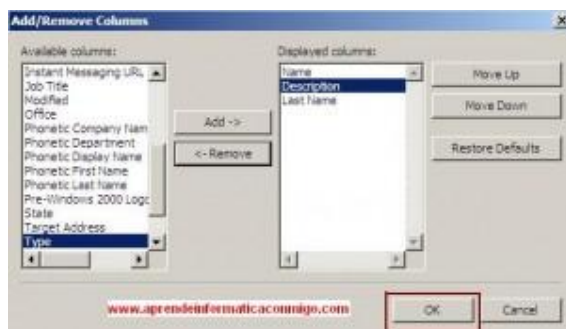 Add/Remove Columns
Available columns:
Instant Messaging URL
Job Title
Modified
Office
Phonetic Company Nam
Phonetic Department
Phonetic Display Name
Phonetic First Name
Phonetic Last Name
Pre-Windows 2000 Logc
State
Target Address
Type
Add ->
<- Remove
Displayed columns:
Name
Description
Last Name
Move Up
Move Down
Restore Defaults
www.aprendeinformaticaconmigo.com
OK
Cancel